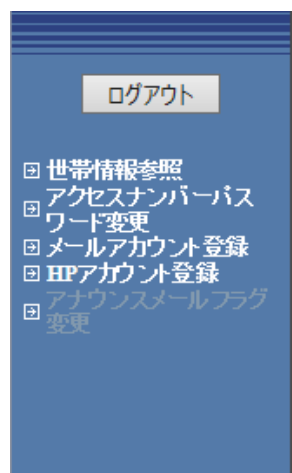 ログアウト
世帯情報参照
アクセスナンバーパス
ワード変更
メールアカウント登録
HPアカウント登録
アナウンスメールフラグ
変更